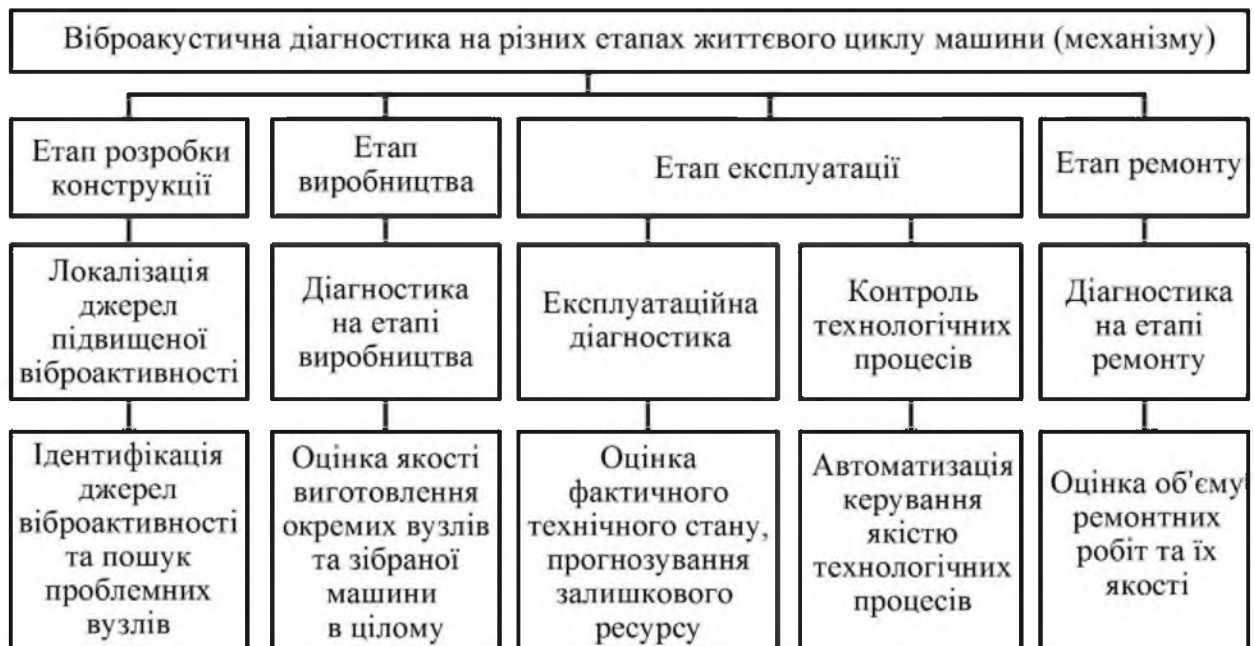 Віброакустична діагностика на різних етапах життєвого циклу машини (механізму)
Етап розробки
конструкції
Етап
виробництва
Етап експлуатації
Етап ремонту
Локалізація
джерел
підвищеної
віброактивності
Діагностика
на етапі
виробництва
Експлуатаційна
діагностика
Контроль
технологічних
процесів
Діагностика
на етапі
ремонту
Ідентифікація
джерел
віброактивності
та пошук
проблемних
вузлів
Оцінка якості
виготовлення
окремих вузлів
та зібраної
машини
в цілому
Оцінка
фактичного
технічного стану,
прогнозування
залишкового
ресурсу
Автоматизація
керування
якістю
технологічних
процесів
Оцінка об'єму
ремонтних
робіт та їх
якості